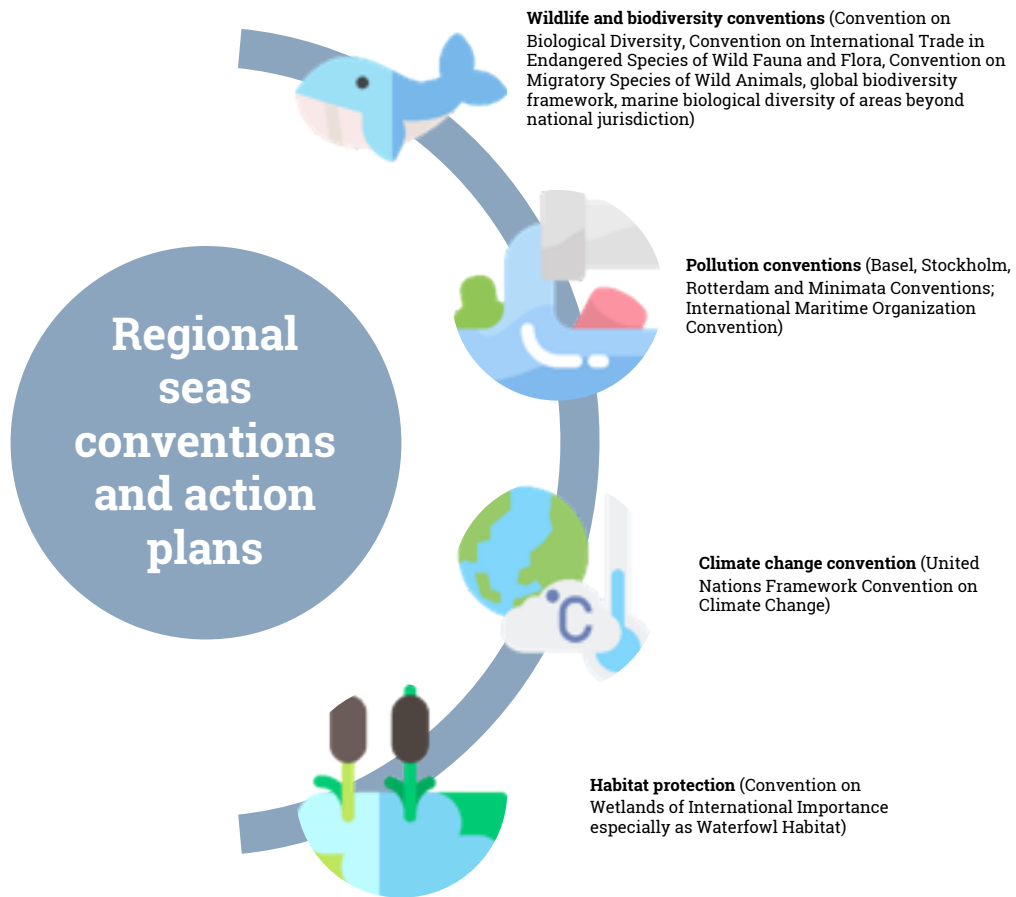 Wildlife and biodiversity conventions (Convention on
Biological Diversity, Convention on International Trade in
Endangered Species of Wild Fauna and Flora, Convention on
Migratory Species of Wild Animals, global biodiversity
framework, marine biological diversity of areas beyond
national jurisdiction)
Pollution conventions (Basel, Stockholm,
Rotterdam and Minimata Conventions;
International Maritime Organization
Convention)
Regional
seas
conventions
and action
plans
Climate change convention (United
Nations Framework Convention on
Climate Change)
°C
Habitat protection (Convention on
Wetlands of International Importance
especially as Waterfowl Habitat)